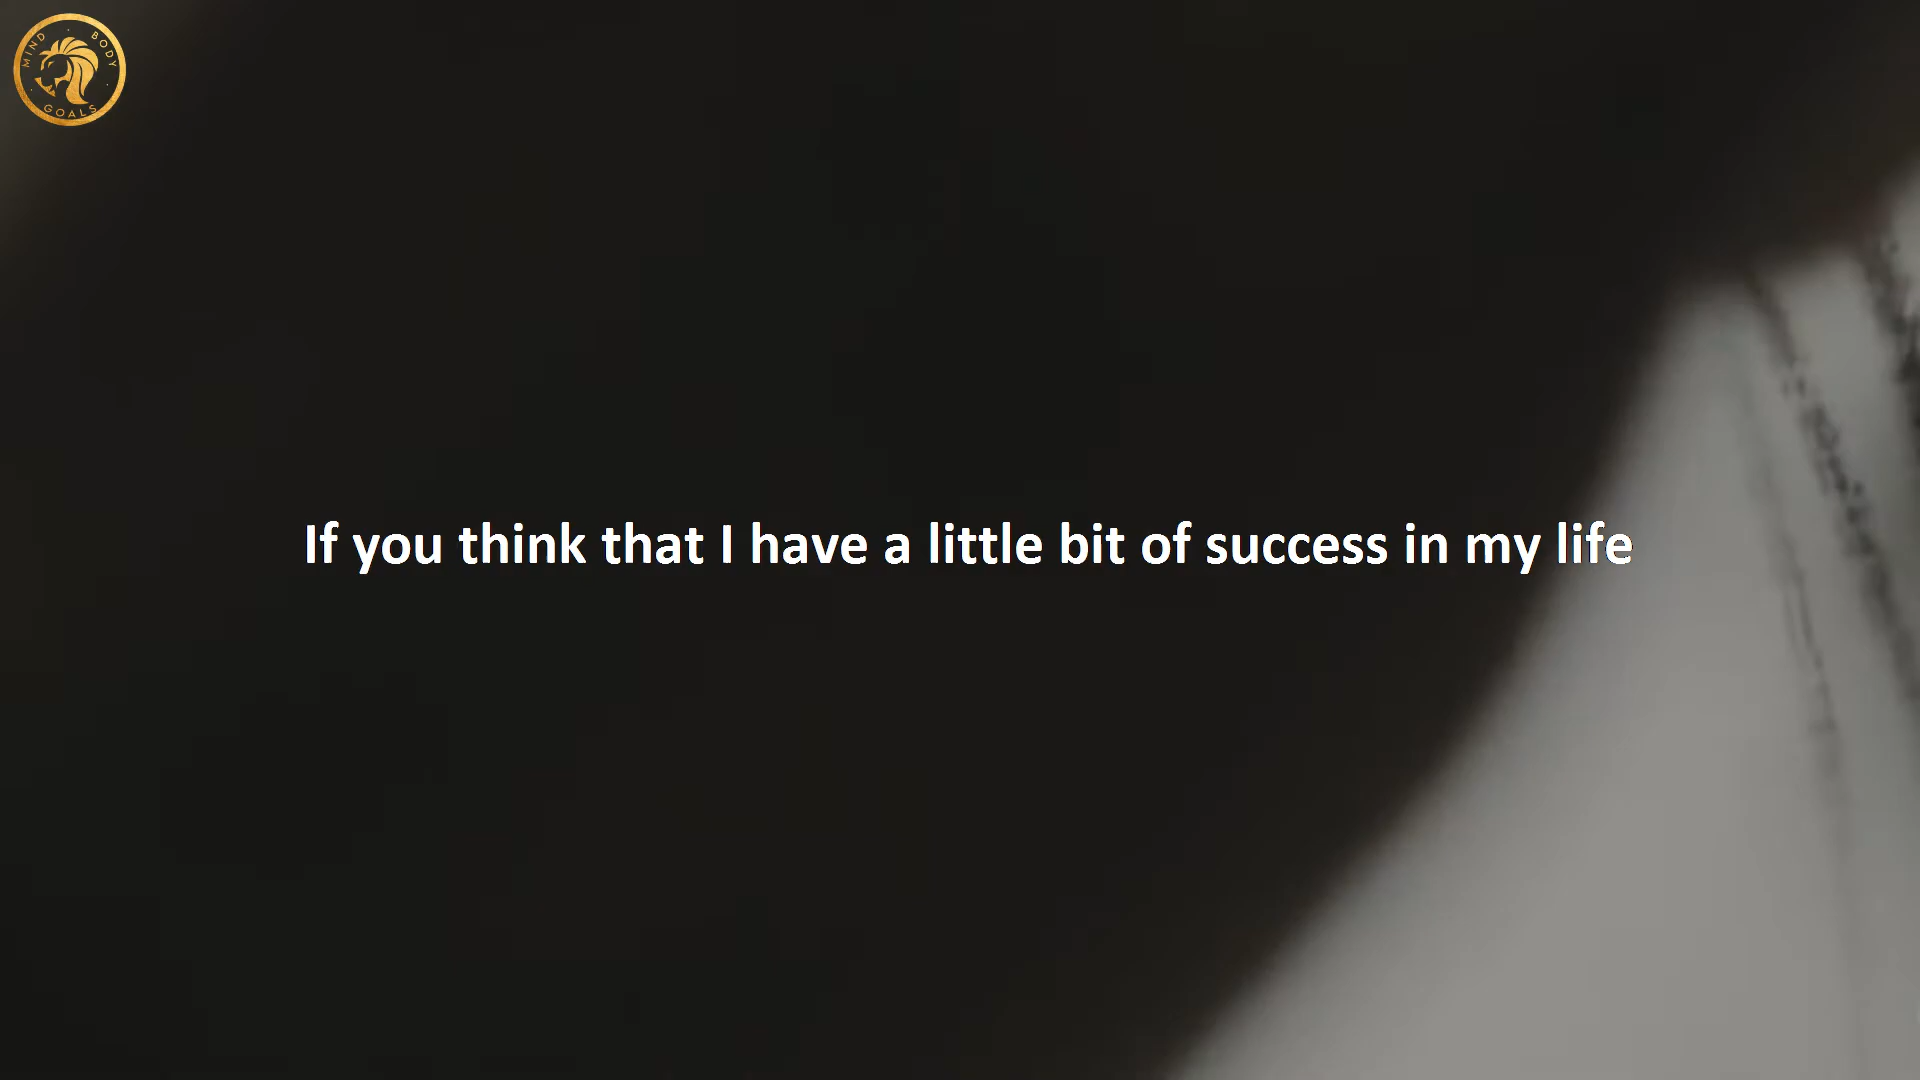 MIND BODY
GOALS
If you think that I have a little bit of success in my life